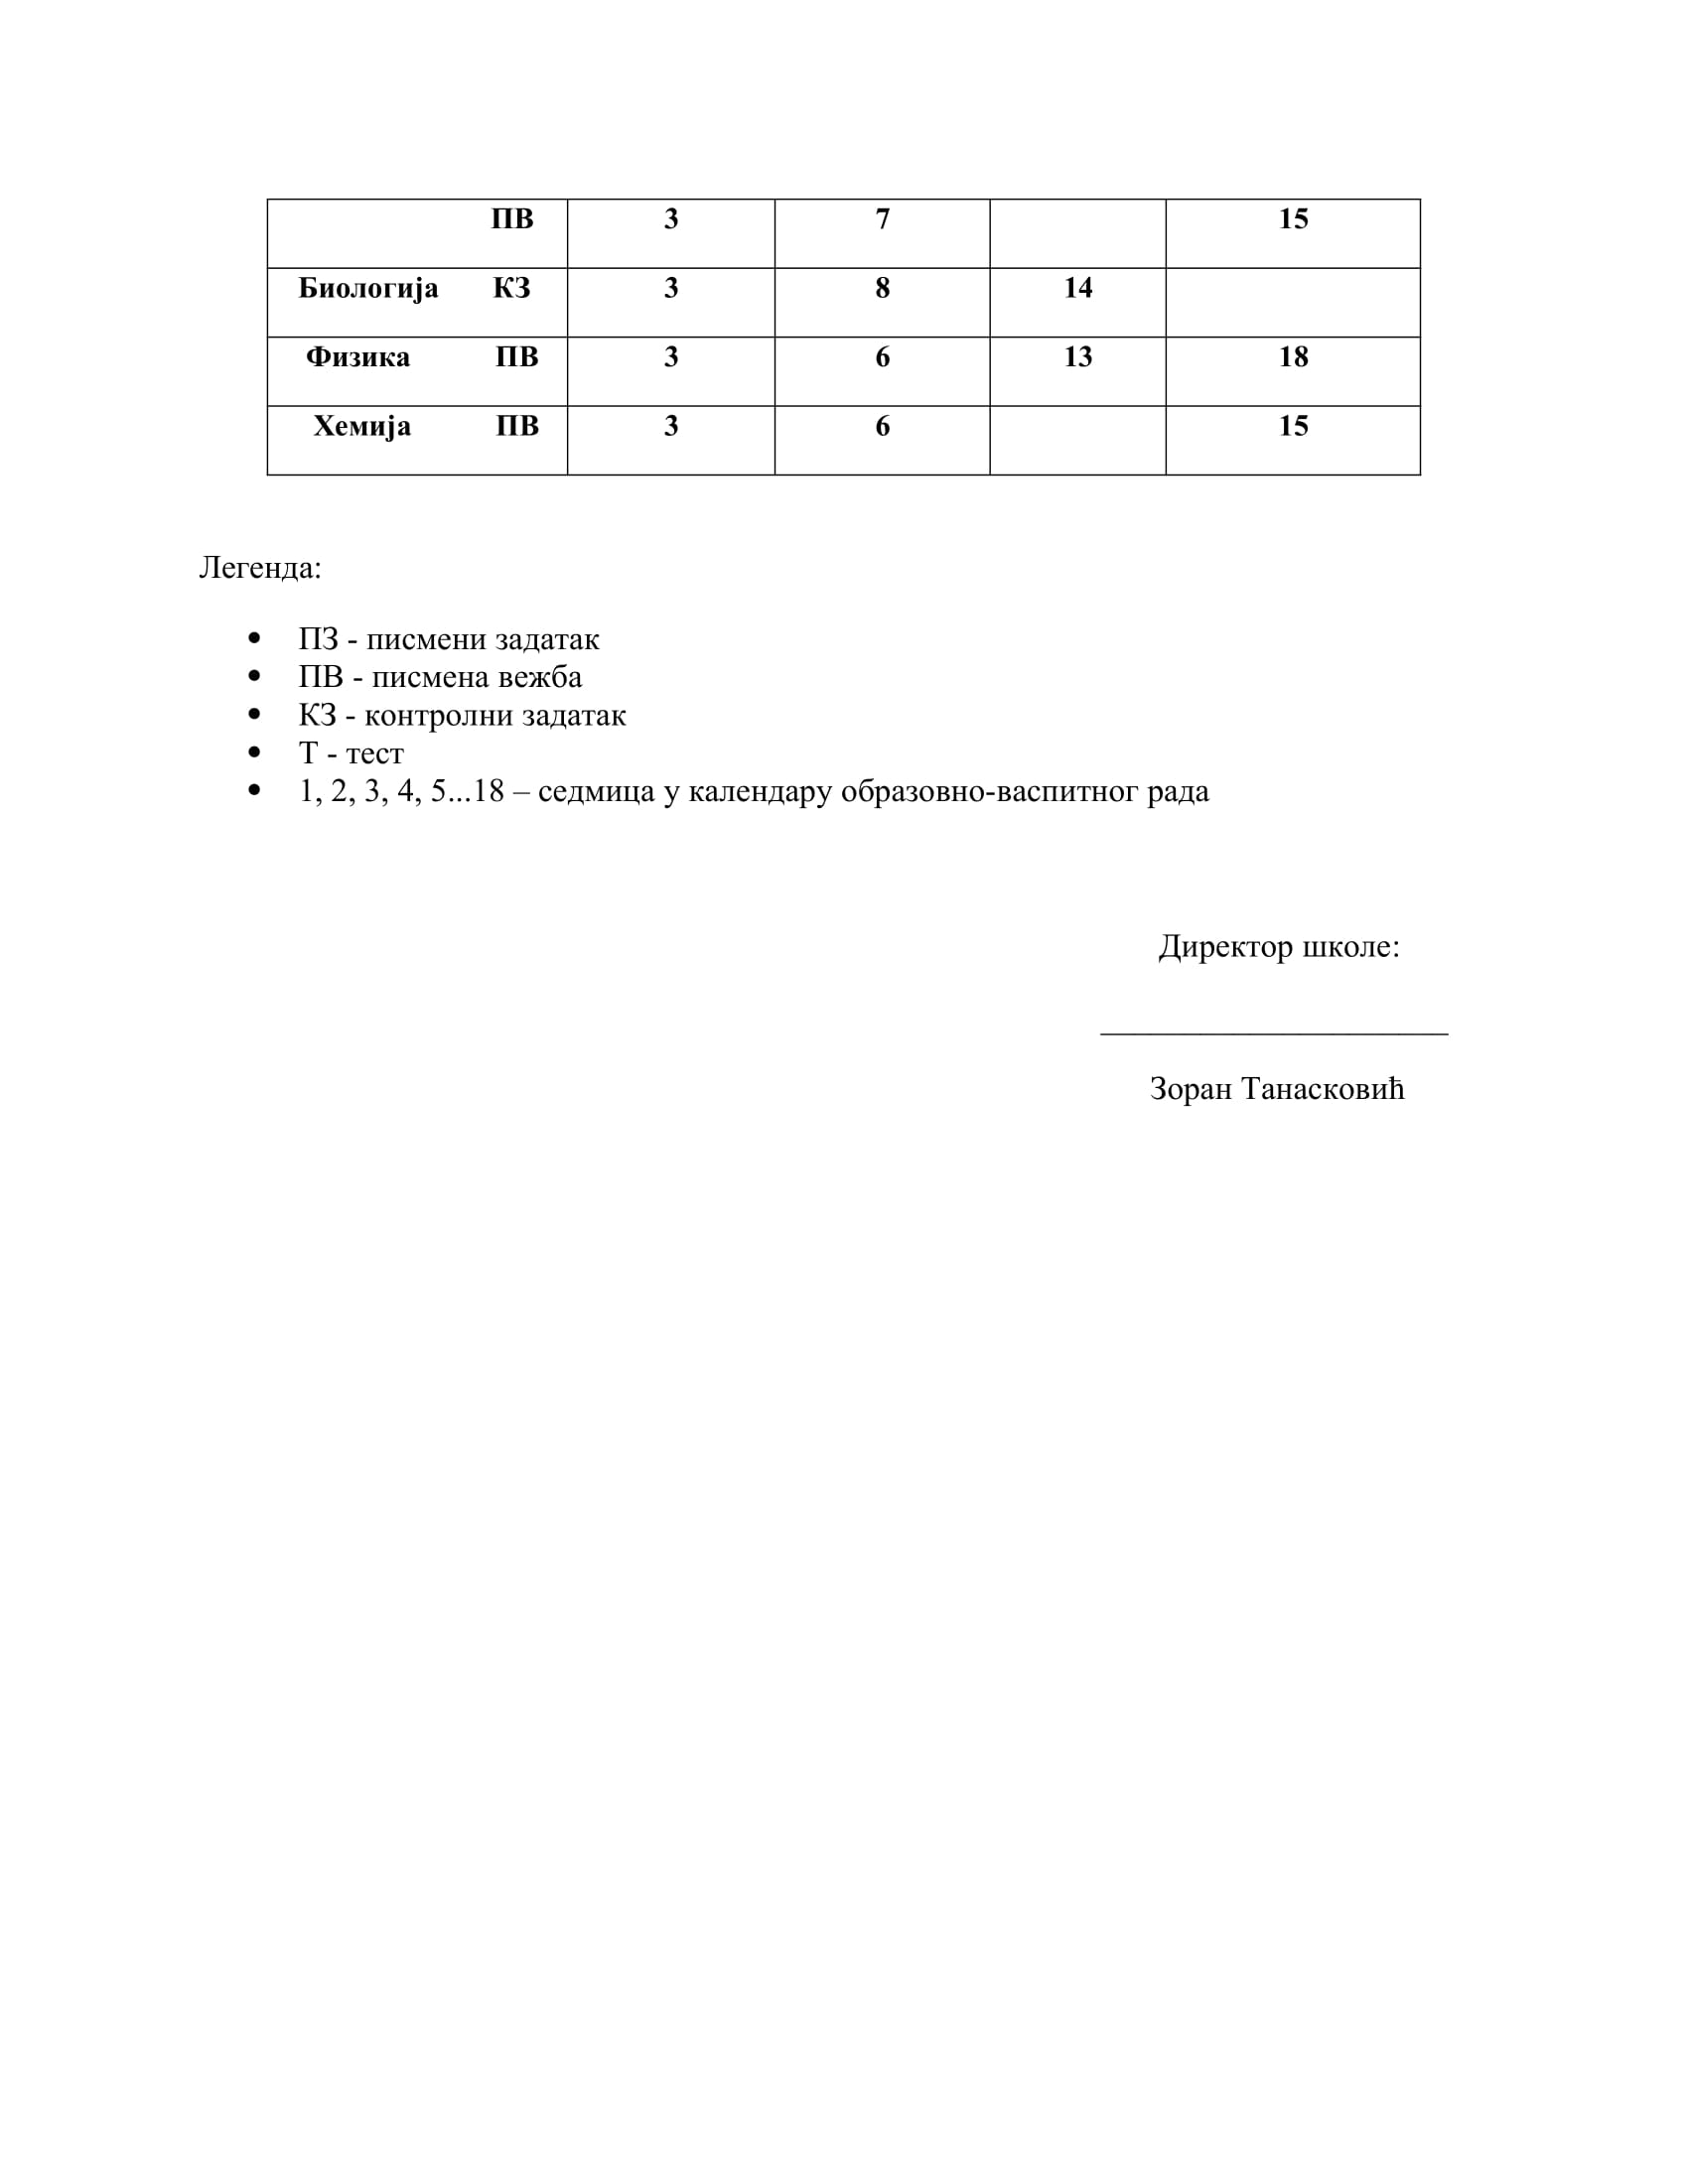 ПВ 3 7 15
Биологија КЗ 3 8 14
Физика ПВ 3 6 13 18
Хемија ПВ 3 6 15
Легенда:
• ПЗ - писмени задатак
• ПВ - писмена вежба
• КЗ - контролни задатак
• Т - тест
• 1, 2, 3, 4, 5...18 – седмица у календару образовно-васпитног рада
Директор школе:
_____________________
Зоран Танасковић